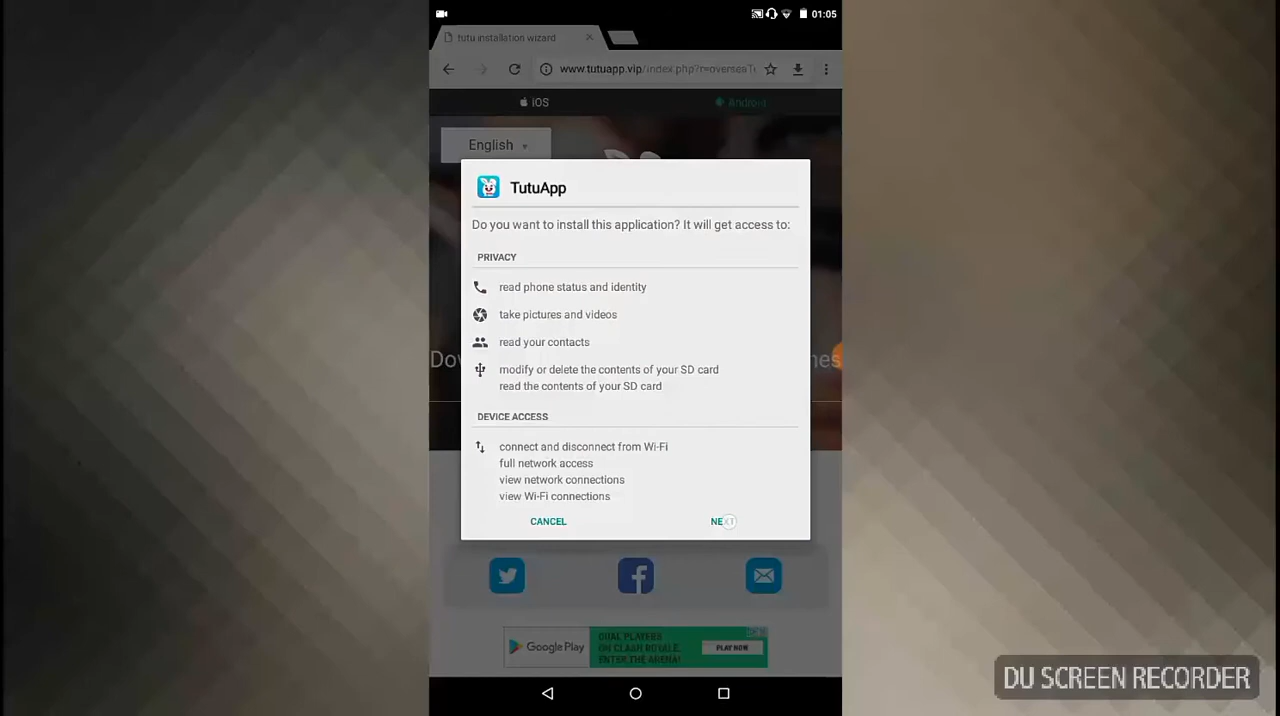 01:05
tutu installation wizard
www.tutuapp.vip/index.php?r=overseaTu
iOS
Android
English
TutuApp
Do you want to install this application? It will get access to:
PRIVACY
read phone status and identity
take pictures and videos
read your contacts
Dov
mes
modify or delete the contents of your SD card
read the contents of your SD card
DEVICE ACCESS
connect and disconnect from Wi-Fi
full network access
view network connections
view Wi-Fi connections
CANCEL
NEXT
Google Play
DUAL PLAYERS
ON CLASH ROYALE.
ENTER THE ARENA!
PLAY NOW
DU SCREEN RECORDER